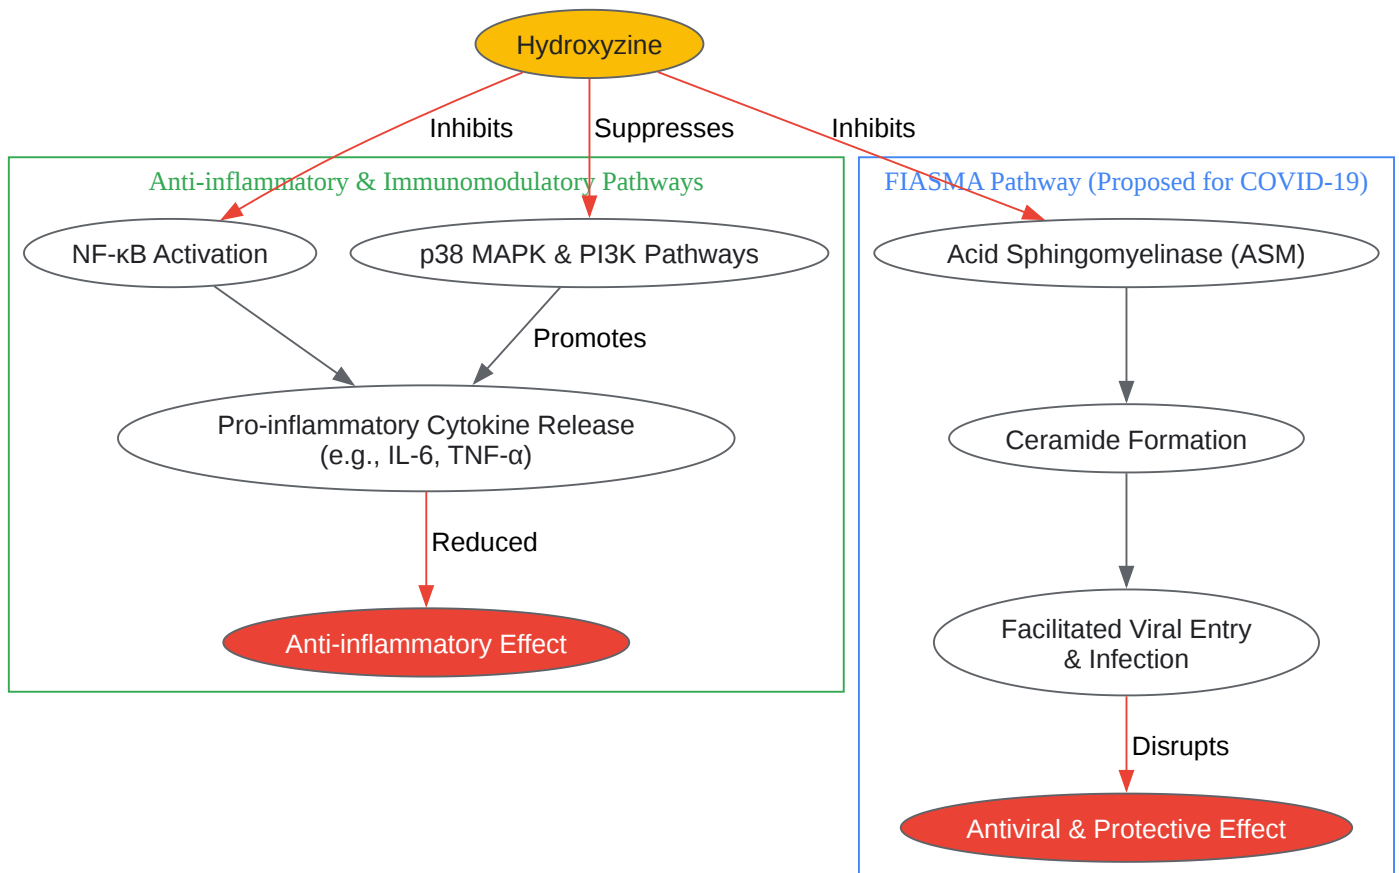 Hydroxyzine
Inhibits
Suppresses
Inhibits
Anti-inflammatory & Immunomodulatory Pathways
FIASMA Pathway (Proposed for COVID-19)
NF-κB Activation
p38 MAPK & PI3K Pathways
Acid Sphingomyelinase (ASM)
Promotes
Pro-inflammatory Cytokine Release
(e.g., IL-6, TNF-α)
Ceramide Formation
Reduced
Facilitated Viral Entry
& Infection
Anti-inflammatory Effect
Disrupts
Antiviral & Protective Effect